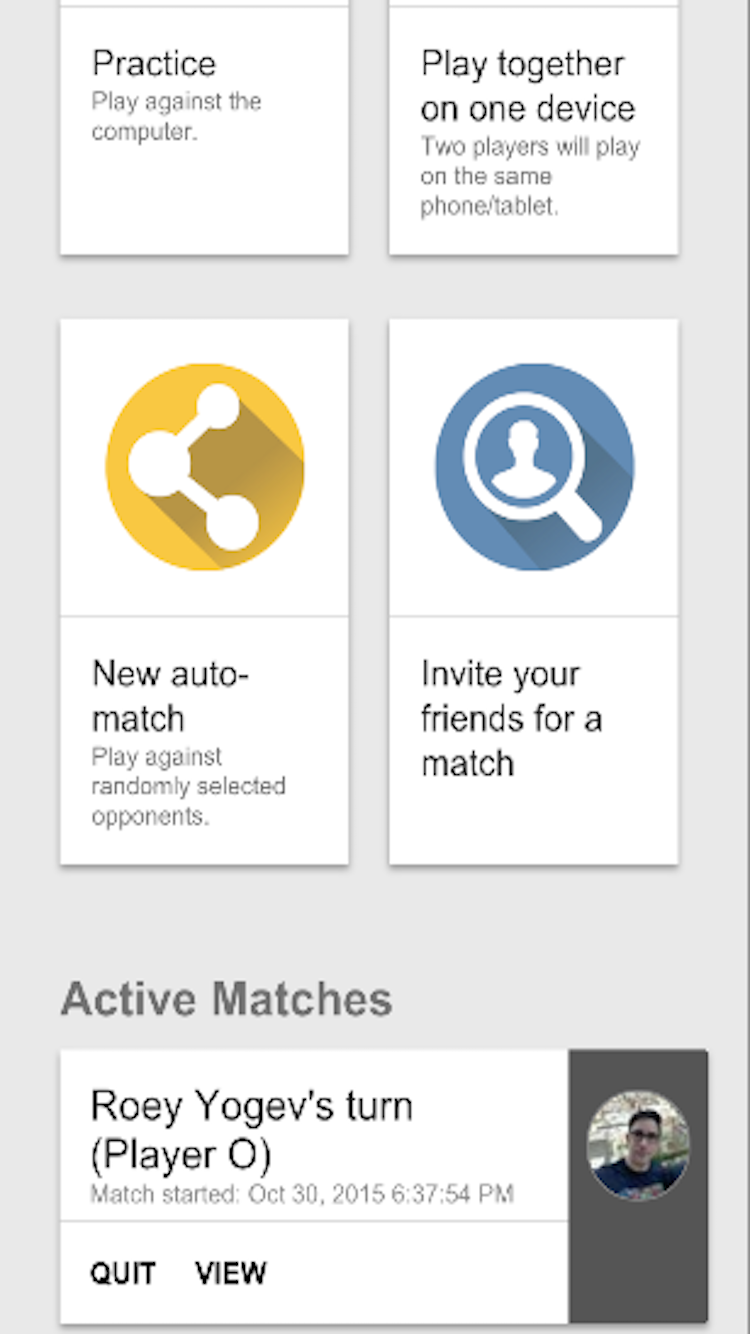 Practice
Play against the
computer.
Play together
on one device
Two players will play
on the same
phone/tablet.
New auto-
match
Play against
randomly selected
opponents.
Invite your
friends for a
match
Active Matches
Roey Yogev's turn
(Player O)
Match started: Oct 30, 2015 6:37:54 PM
QUIT VIEW